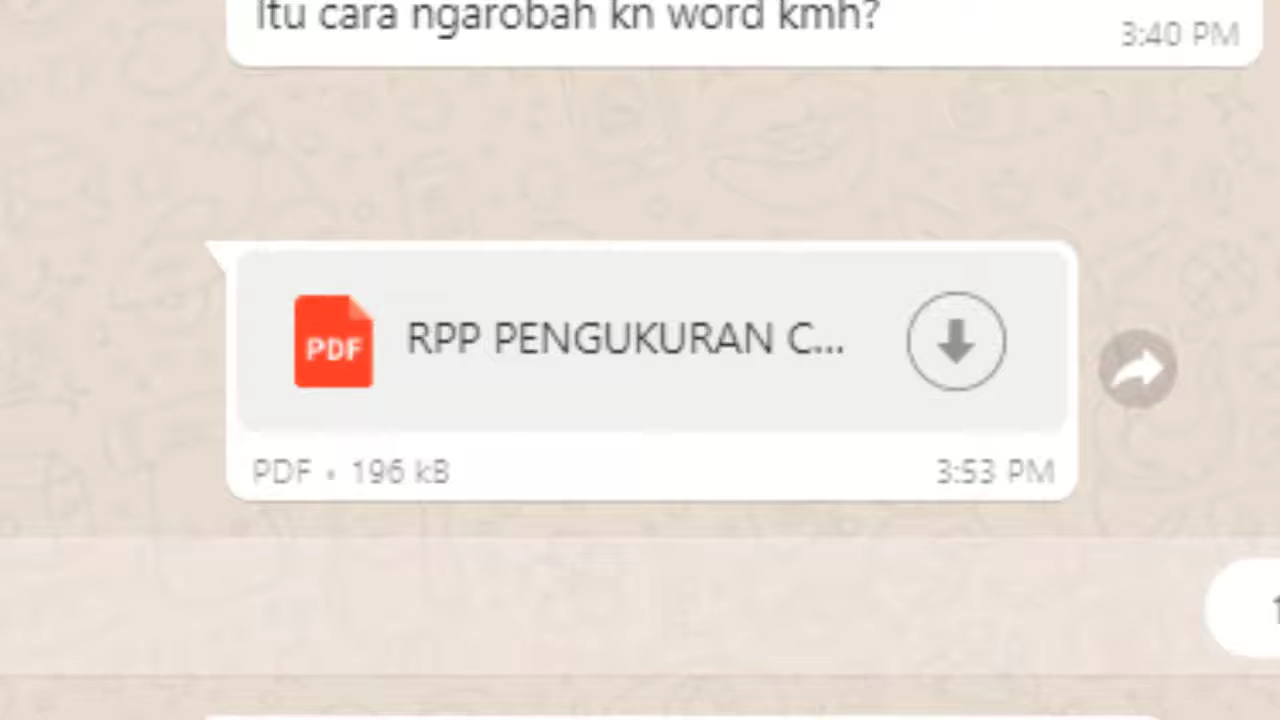 Itu cara ngarobah kn word kmh?
3:40 PM
PDF
RPP PENGUKURAN C...
PDF • 196 kB
3:53 PM